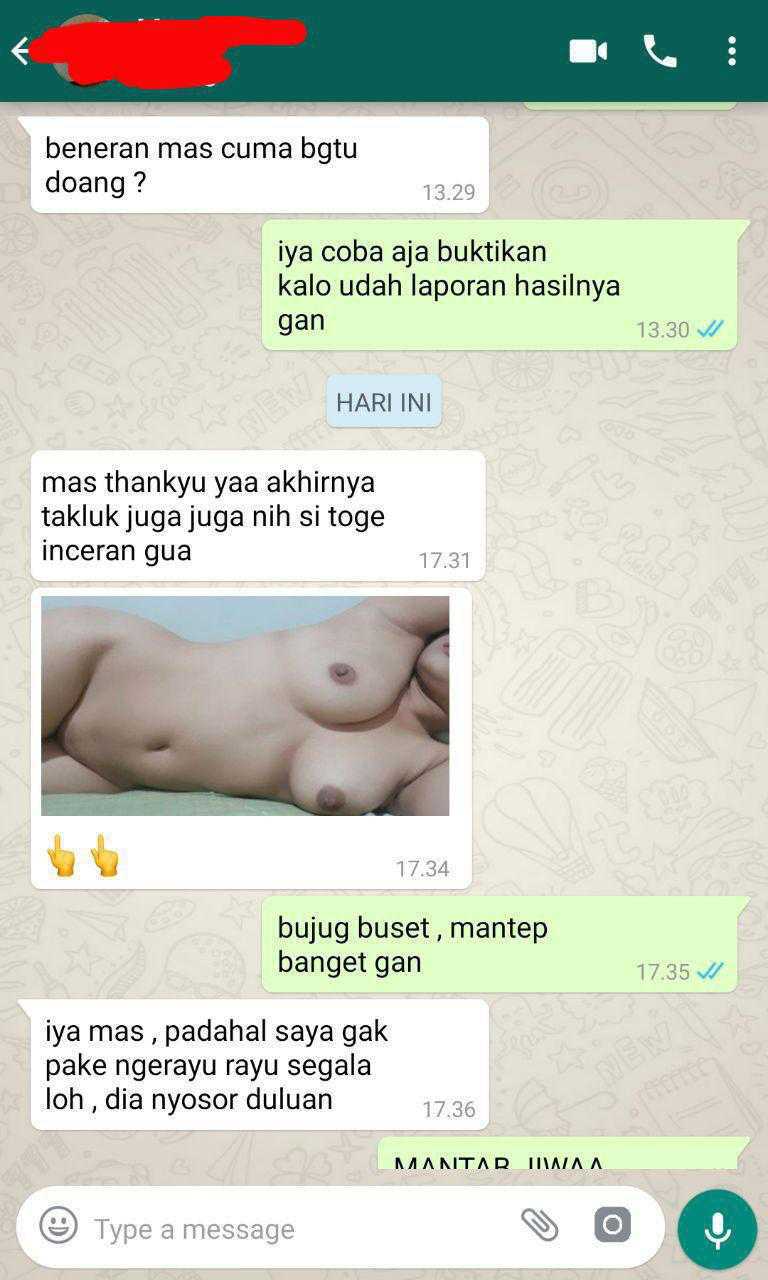 beneran mas cuma bgtu
doang ?
13.29
iya coba aja buktikan
kalo udah laporan hasilnya
gan
13.30
HARI INI
mas thankyu yaa akhirnya
takluk juga juga nih si toge
inceran gua
17.31
17.34
bujug buset , mantep
banget gan
17.35
iya mas , padahal saya gak
pake ngerayu rayu segala
loh , dia nyosor duluan
17.36
MANTAB JIWAA
Type a message